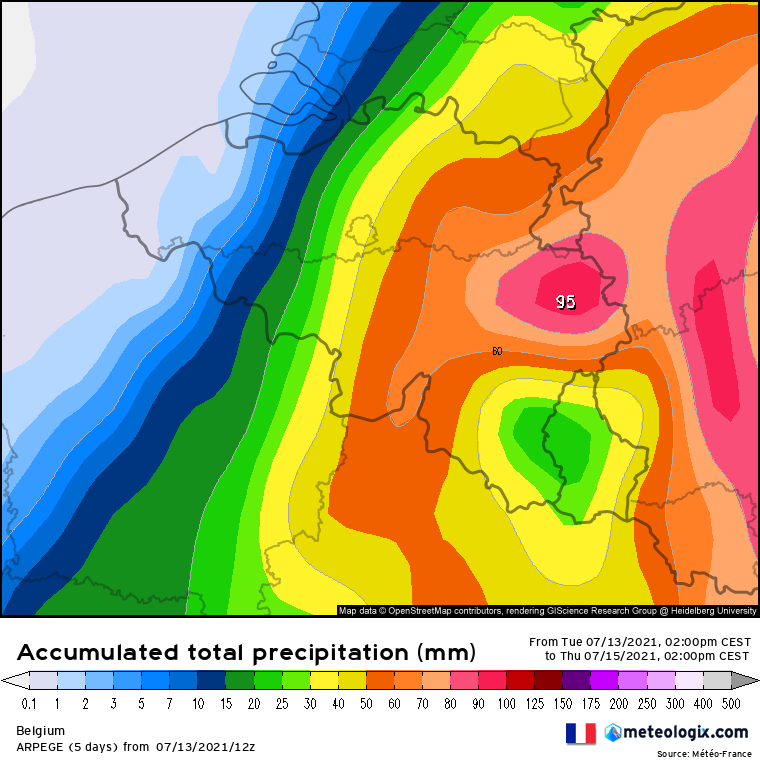 95
60
Map data © OpenStreetMap contributors, rendering GIScience Research Group @ Heidelberg University
Accumulated total precipitation (mm)
From Tue 07/13/2021, 02:00pm CEST
to Thu 07/15/2021, 02:00pm CEST
0.1 1 2 3 5 7 10 15 20 25 30 40 50 60 70 80 90 100 125 150 175 200 250 300 400 500
Belgium
ARPEGE (5 days) from 07/13/2021/12z
meteologix.com
Source: Météo-France